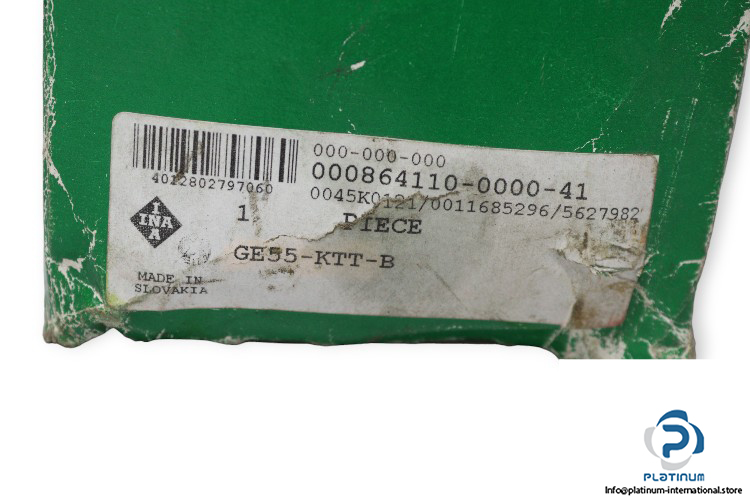 000-000-000
000864110-0000-41
4012802797060
0045K0121/0011685296/5627982
INA
1 PIECE
GE55-KTT-B
MADE IN
SLOVAKIA
PLATINUM
Info@platinum-international.store